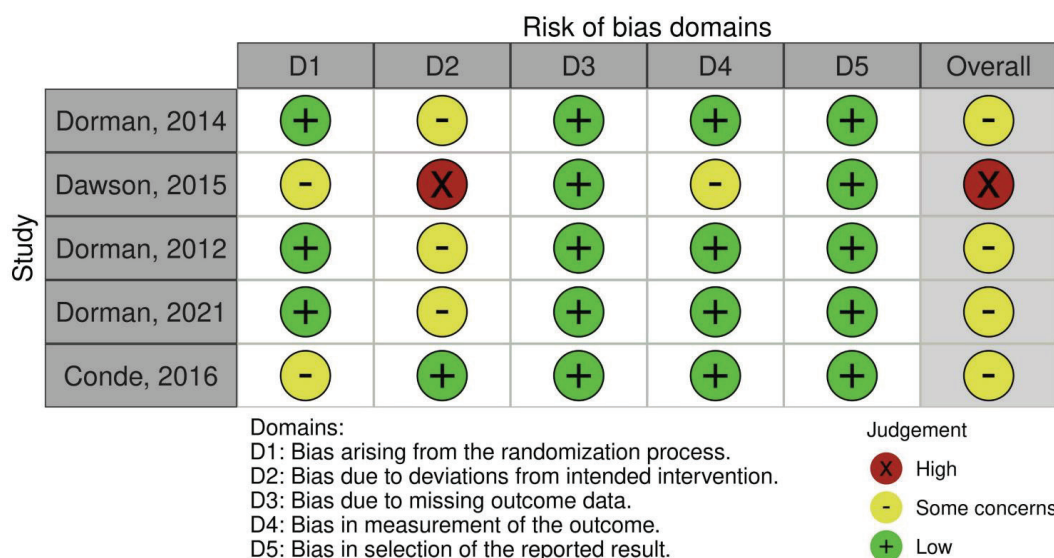 Risk of bias domains
D1 D2 D3 D4 D5 Overall
Study
Dorman, 2014 + - + + + -
Dawson, 2015 - X + - + X
Dorman, 2012 + - + + + -
Dorman, 2021 + - + + + -
Conde, 2016 - + + + + -
Domains:
D1: Bias arising from the randomization process.
D2: Bias due to deviations from intended intervention.
D3: Bias due to missing outcome data.
D4: Bias in measurement of the outcome.
D5: Bias in selection of the reported result.
Judgement
X High
- Some concerns
+ Low